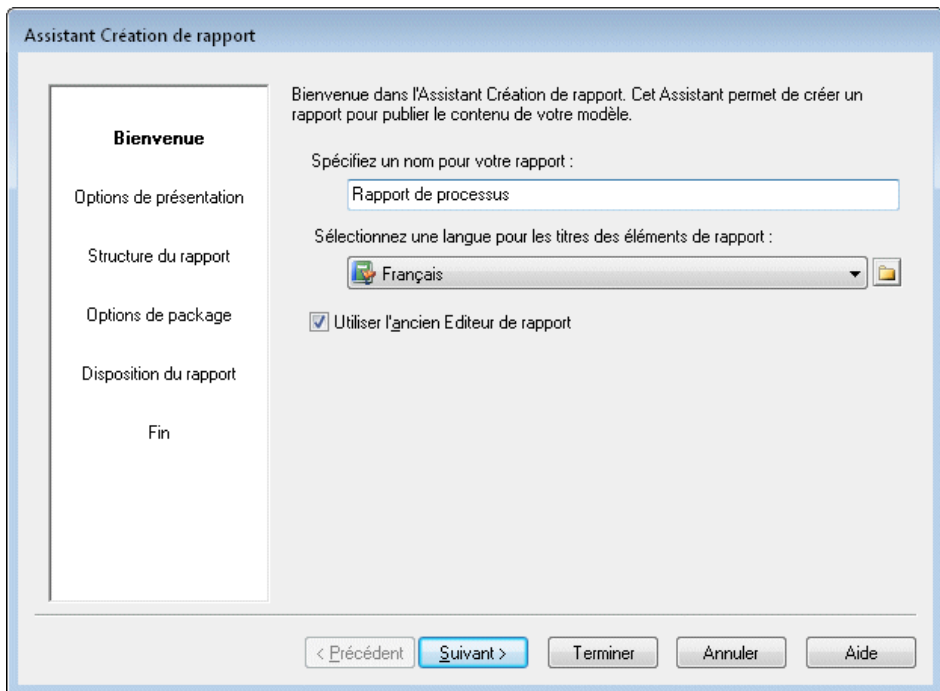 Assistant Création de rapport
Bienvenue
Options de présentation
Structure du rapport
Options de package
Disposition du rapport
Fin
Bienvenue dans l'Assistant Création de rapport. Cet Assistant permet de créer un
rapport pour publier le contenu de votre modèle.
Spécifiez un nom pour votre rapport :
Rapport de processus
Sélectionnez une langue pour les titres des éléments de rapport :
Français
Utiliser l'ancien Editeur de rapport
< Précédent
Suivant >
Terminer
Annuler
Aide